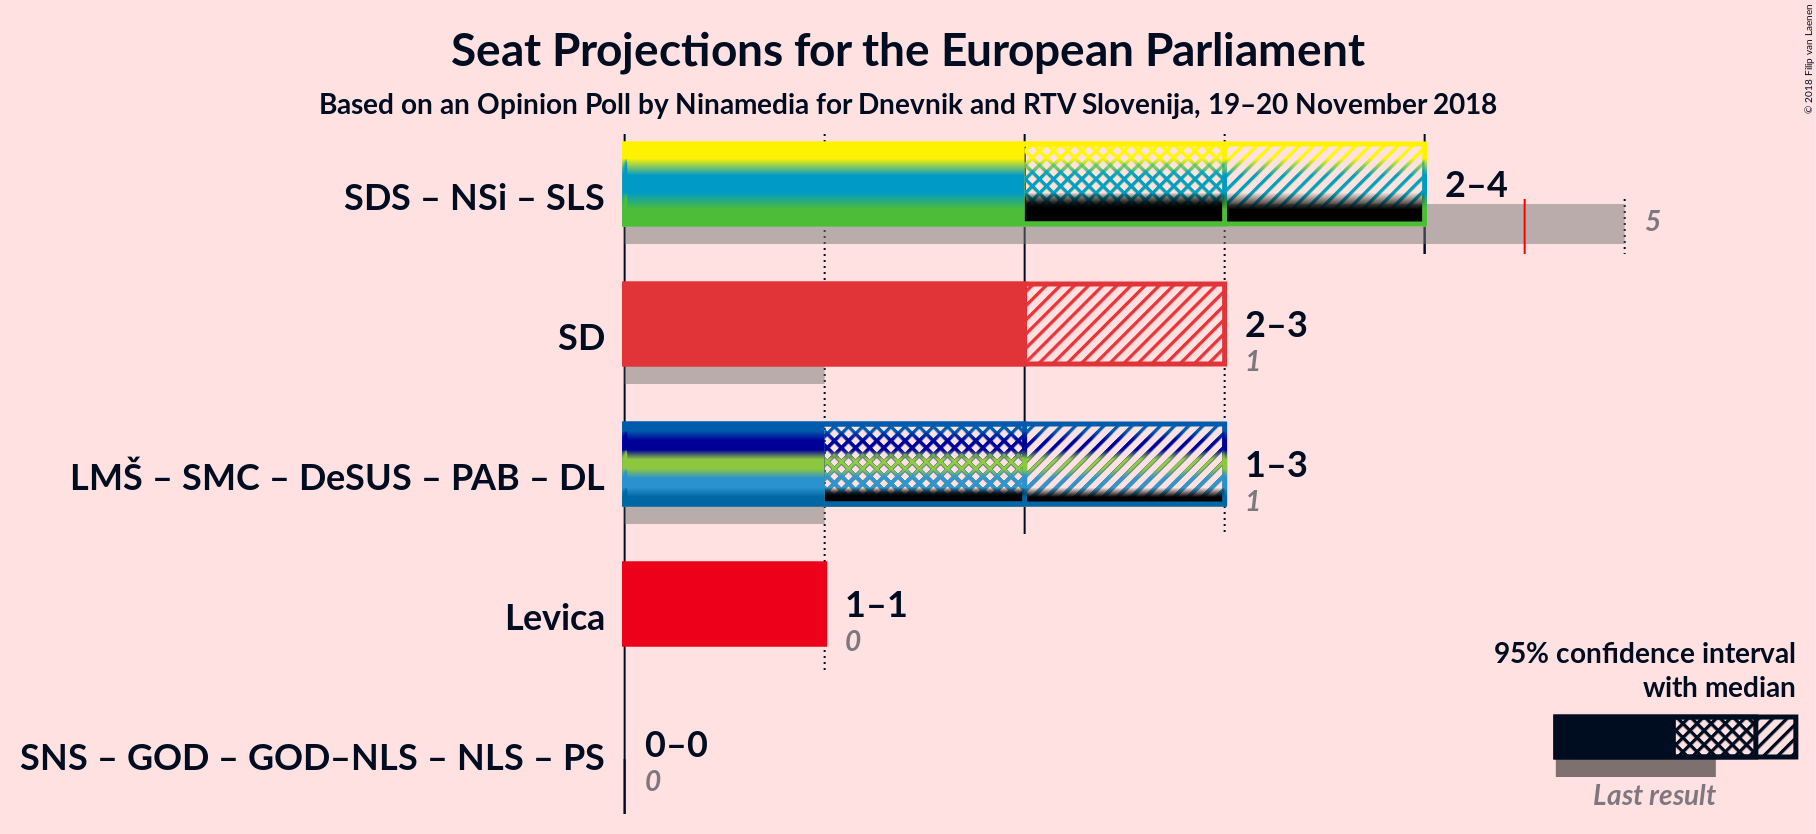 Seat Projections for the European Parliament
Based on an Opinion Poll by Ninamedia for Dnevnik and RTV Slovenija, 19–20 November 2018
© 2018 Filip van Laenen
SDS – NSi – SLS
2–4
5
SD
2–3
1
LMŠ – SMC – DeSUS – PAB – DL
1–3
1
Levica
1–1
0
SNS – GOD – GOD–NLS – NLS – PS
0–0
0
95% confidence interval
with median
Last result